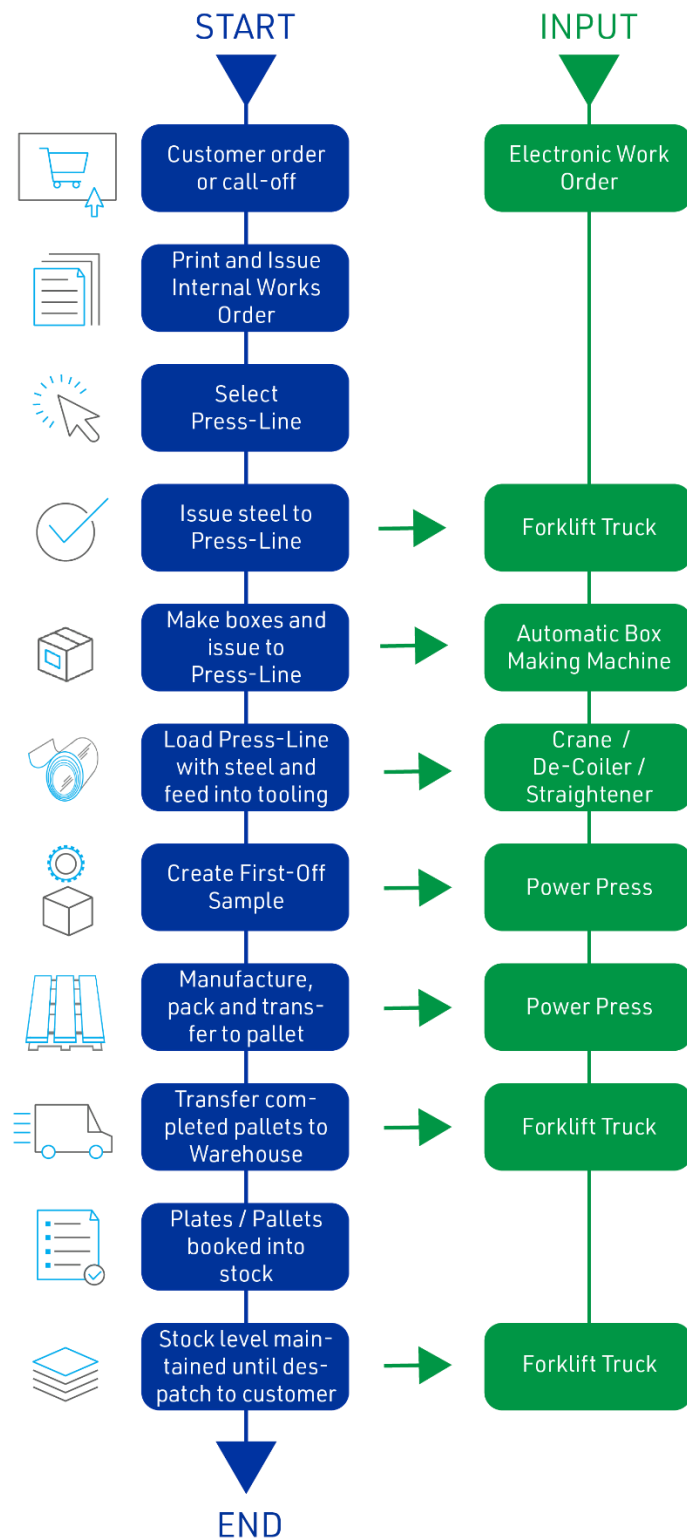 START
INPUT
Customer order
or call-off
Electronic Work
Order
Print and Issue
Internal Works
Order
Select
Press-Line
Issue steel to
Press-Line
Forklift Truck
Make boxes and
issue to
Press-Line
Automatic Box
Making Machine
Load Press-Line
with steel and
feed into tooling
Crane /
De-Coiler /
Straightener
Create First-Off
Sample
Power Press
Manufacture,
pack and trans-
fer to pallet
Power Press
Transfer com-
pleted pallets to
Warehouse
Forklift Truck
Plates / Pallets
booked into
stock
Stock level main-
tained until des-
patch to customer
Forklift Truck
END